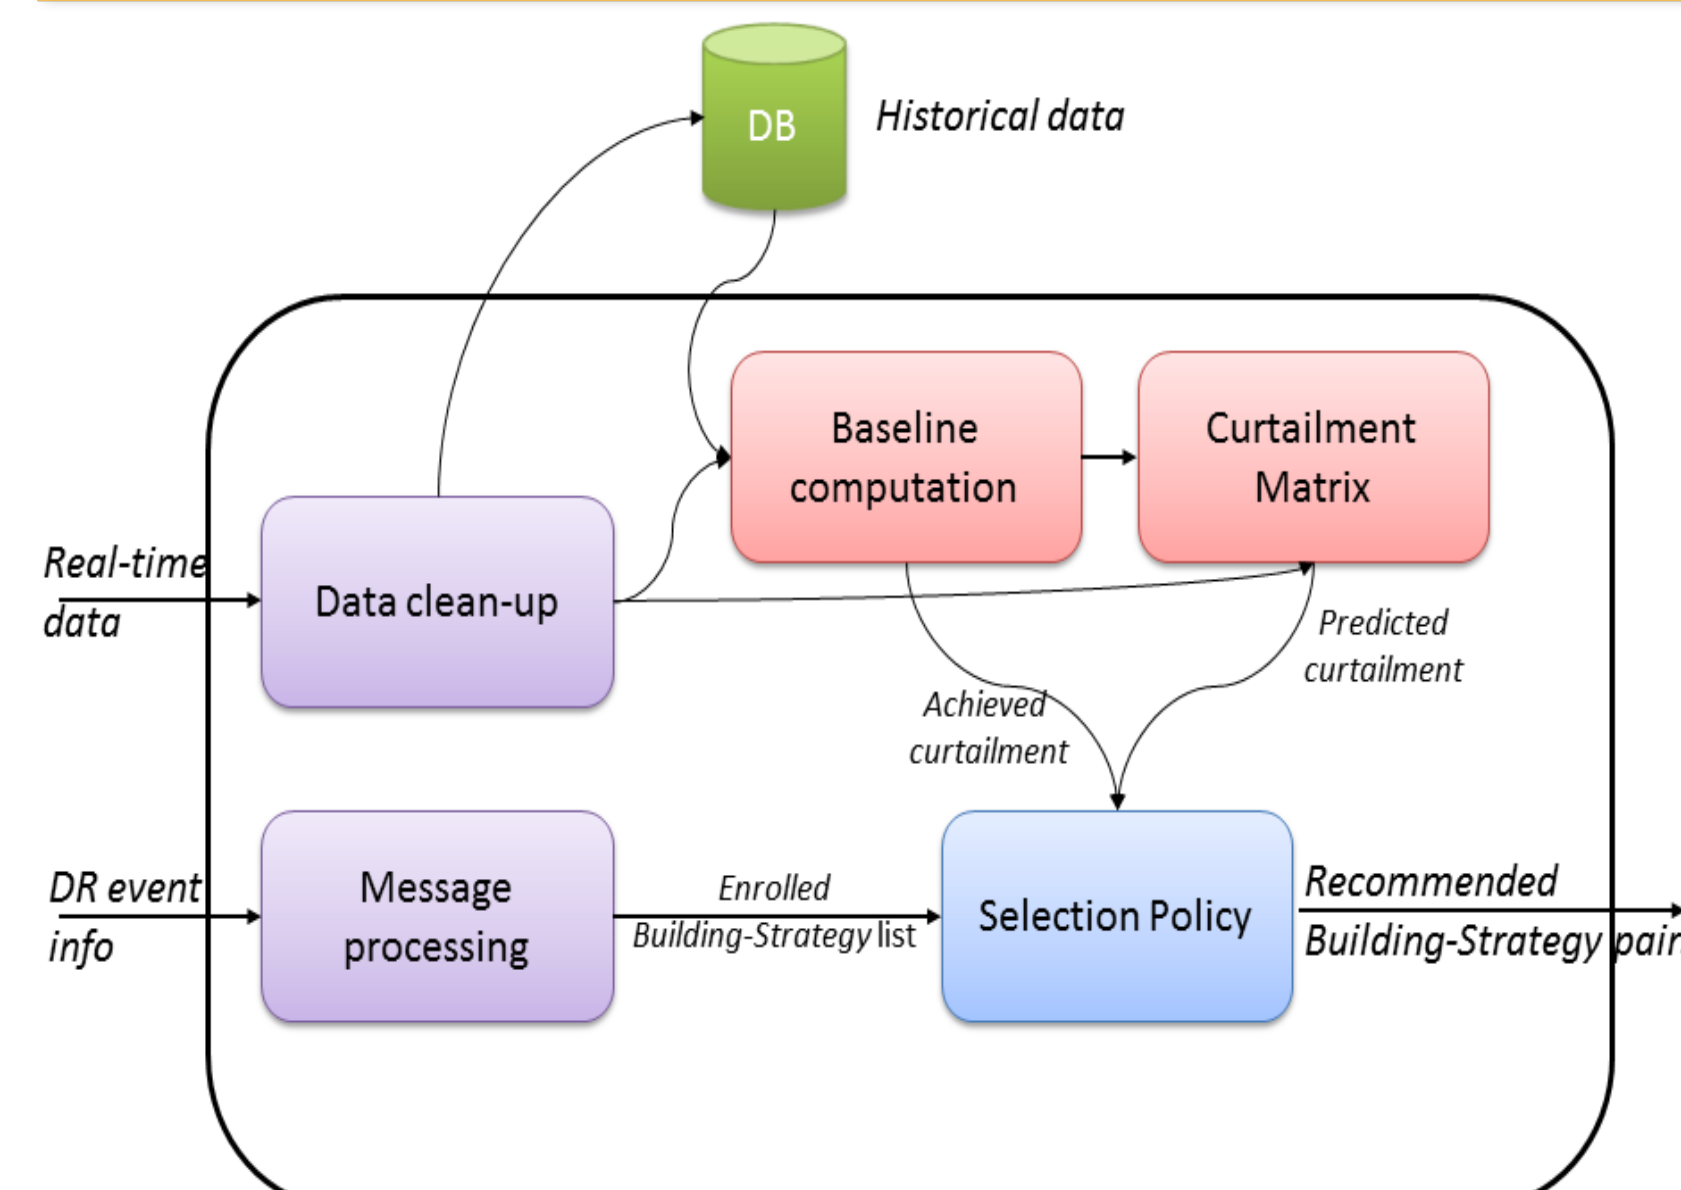 DB
Historical data
Baseline
computation
Curtailment
Matrix
Real-time
data
Data clean-up
Predicted
curtailment
Achieved
curtailment
DR event
info
Message
processing
Enrolled
Building-Strategy list
Selection Policy
Recommended
Building-Strategy